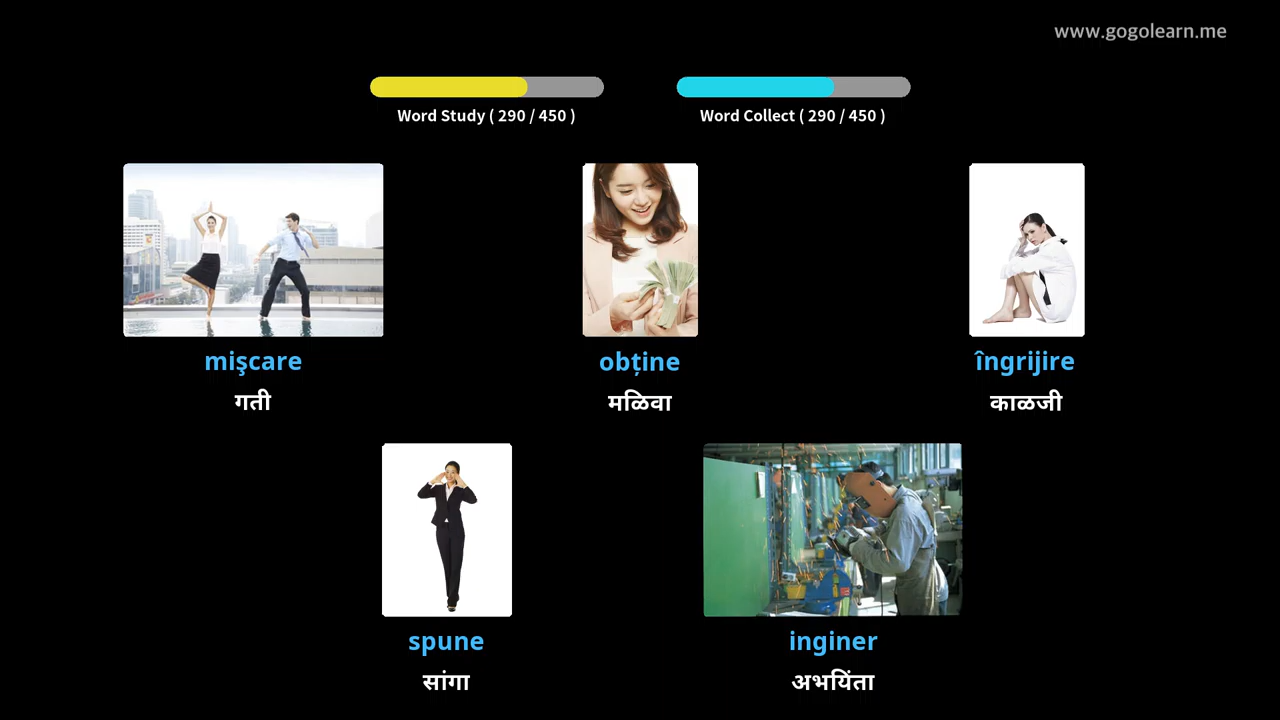 www.gogolearn.me
Word Study ( 290 / 450 )
Word Collect ( 290 / 450 )
mişcare
obține
îngrijire
गती
मळिवा
काळजी
spune
inginer
सांगा
अभयिंता